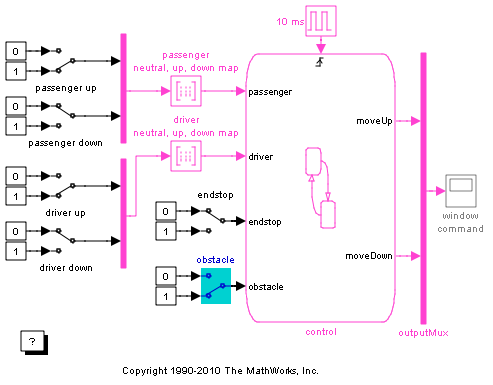 10 ms
0
1
passenger up
passenger
neutral, up, down map
passenger
0
1
passenger down
moveUp
driver
neutral, up, down map
driver
0
1
driver up
endstop
0
1
endstop
window
command
0
1
driver down
obstacle
0
1
obstacle
moveDown
control
outputMux
?
Copyright 1990-2010 The MathWorks, Inc.